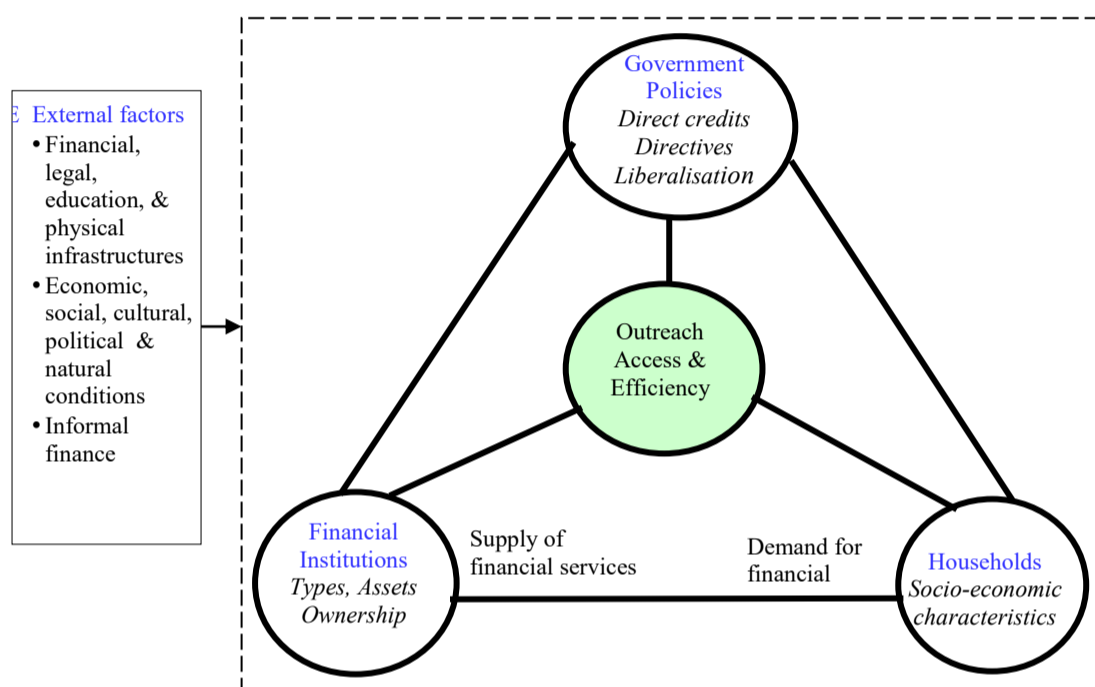 E External factors
• Financial,
legal,
education, &
physical
infrastructures
• Economic,
social, cultural,
political &
natural
conditions
• Informal
finance
Government
Policies
Direct credits
Directives
Liberalisation
Outreach
Access &
Efficiency
Financial
Institutions
Types, Assets
Ownership
Supply of
financial services
Demand for
financial
Households
Socio-economic
characteristics